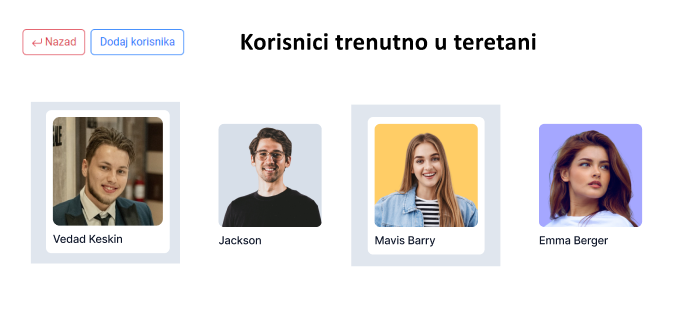 Nazad
Dodaj korisnika
Korisnici trenutno u teretani
Vedad Keskin
Jackson
Mavis Barry
Emma Berger